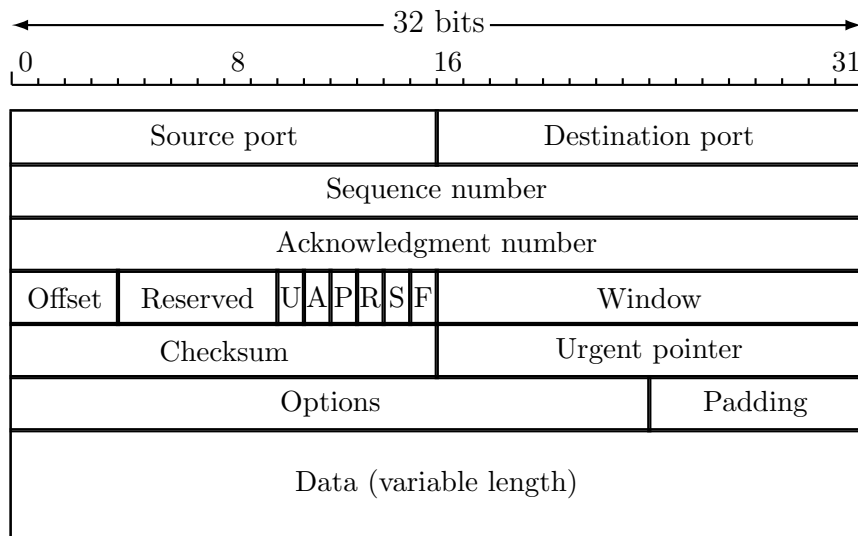 32 bits
0 8 16 31
Source port Destination port
Sequence number
Acknowledgment number
Offset Reserved U A P R S F Window
Checksum Urgent pointer
Options Padding
Data (variable length)